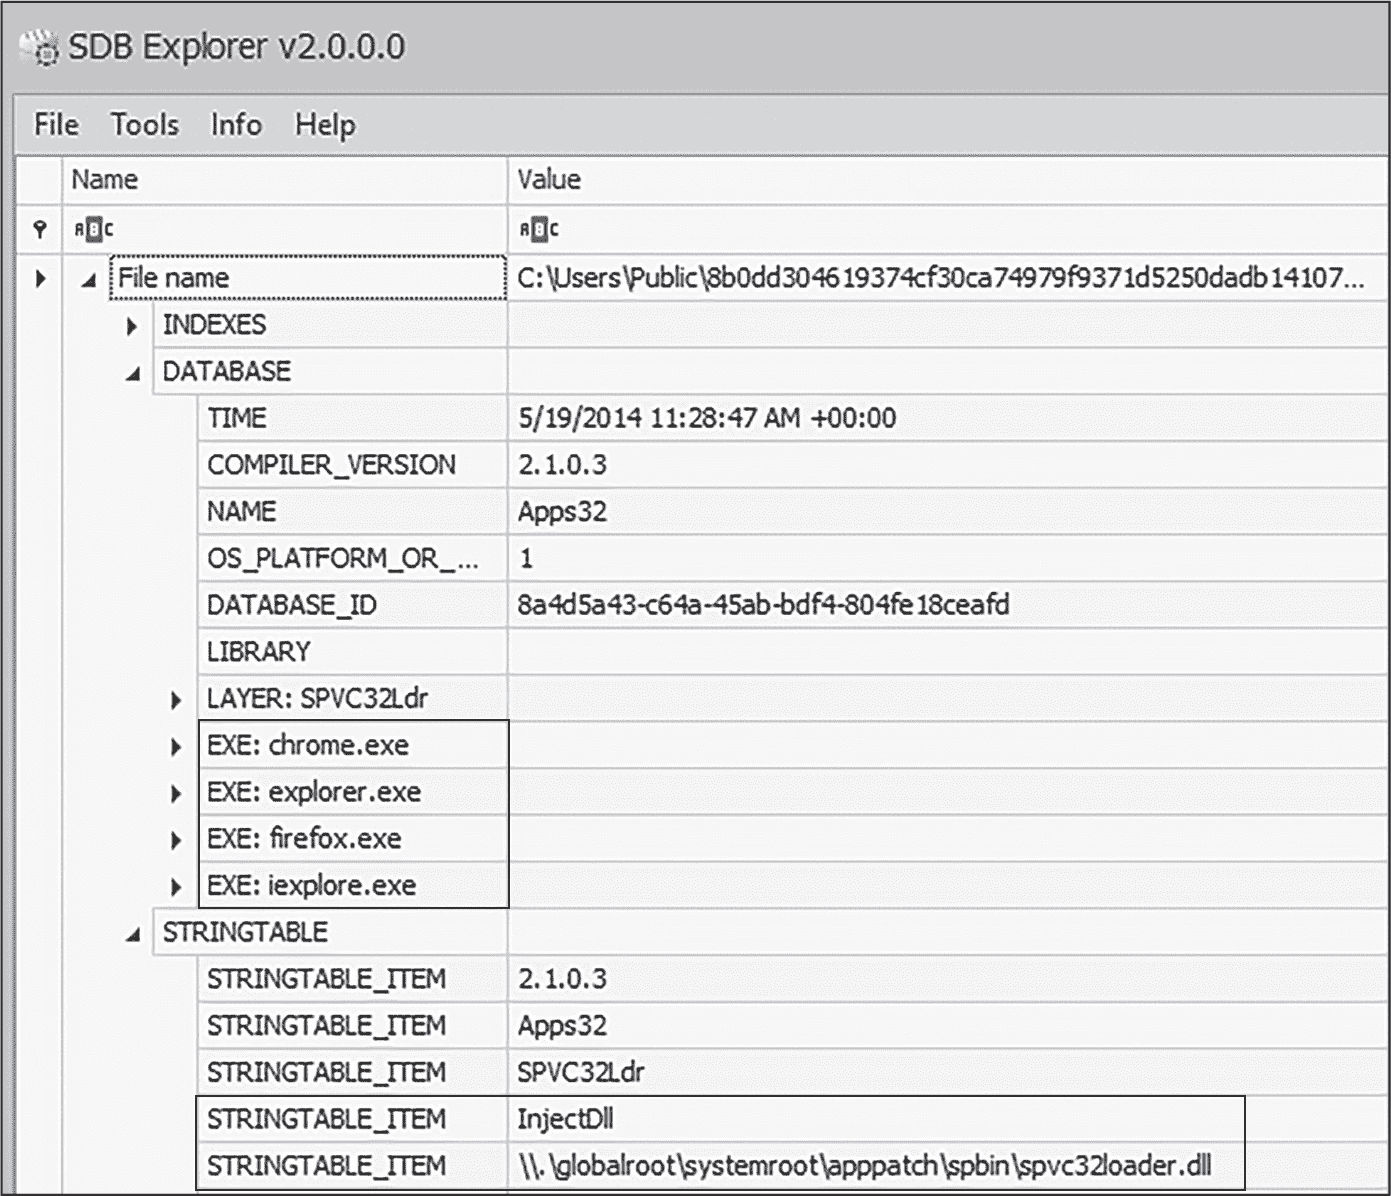 SDB Explorer v2.0.0.0
File Tools Info Help
Name Value
ABC ABC
File name C:\Users\Public\8b0dd304619374cf30ca74979f9371d5250dadb14107...
INDEXES
DATABASE
TIME 5/19/2014 11:28:47 AM +00:00
COMPILER_VERSION 2.1.0.3
NAME Apps32
OS_PLATFORM_OR_... 1
DATABASE_ID 8a4d5a43-c64a-45ab-bdf4-804fe18ceafd
LIBRARY
LAYER: SPVC32Ldr
EXE: chrome.exe
EXE: explorer.exe
EXE: firefox.exe
EXE: iexplore.exe
STRINGTABLE
STRINGTABLE_ITEM 2.1.0.3
STRINGTABLE_ITEM Apps32
STRINGTABLE_ITEM SPVC32Ldr
STRINGTABLE_ITEM InjectDll
STRINGTABLE_ITEM \\.\globalroot\systemroot\apppatch\spbin\spvc32loader.dll